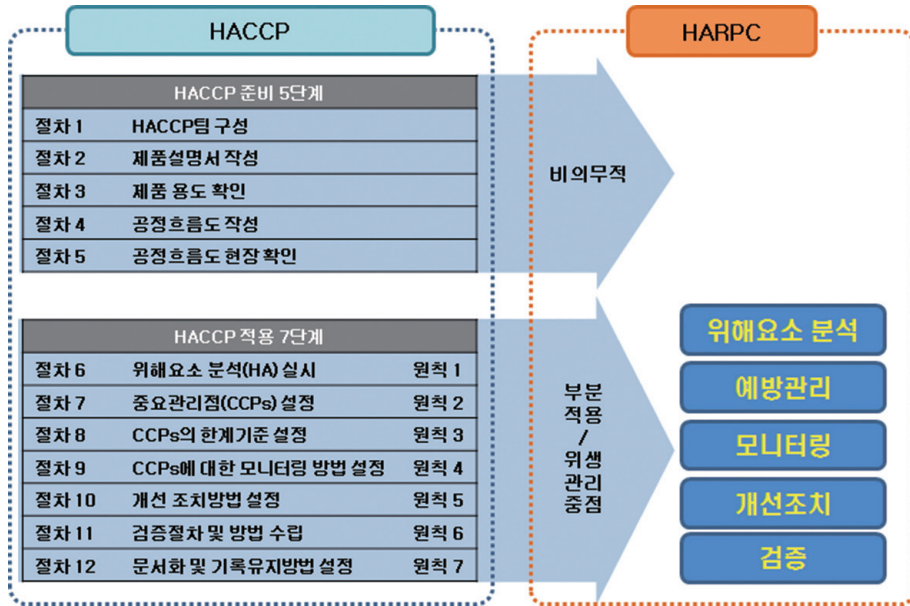 HACCP
HARPC
HACCP 준비 5단계
절차 1 HACCP팀 구성
절차 2 제품설명서 작성
절차 3 제품 용도 확인
절차 4 공정흐름도 작성
절차 5 공정흐름도 현장 확인
비의무적
HACCP 적용 7단계
절차 6 위해요소 분석(HA) 실시 원칙 1
절차 7 중요관리점(CCPs) 설정 원칙 2
절차 8 CCPs의 한계기준 설정 원칙 3
절차 9 CCPs에 대한 모니터링 방법 설정 원칙 4
절차 10 개선 조치방법 설정 원칙 5
절차 11 검증절차 및 방법 수립 원칙 6
절차 12 문서화 및 기록유지방법 설정 원칙 7
부분
적용
/
위생
관리
중점
위해요소 분석
예방관리
모니터링
개선조치
검증